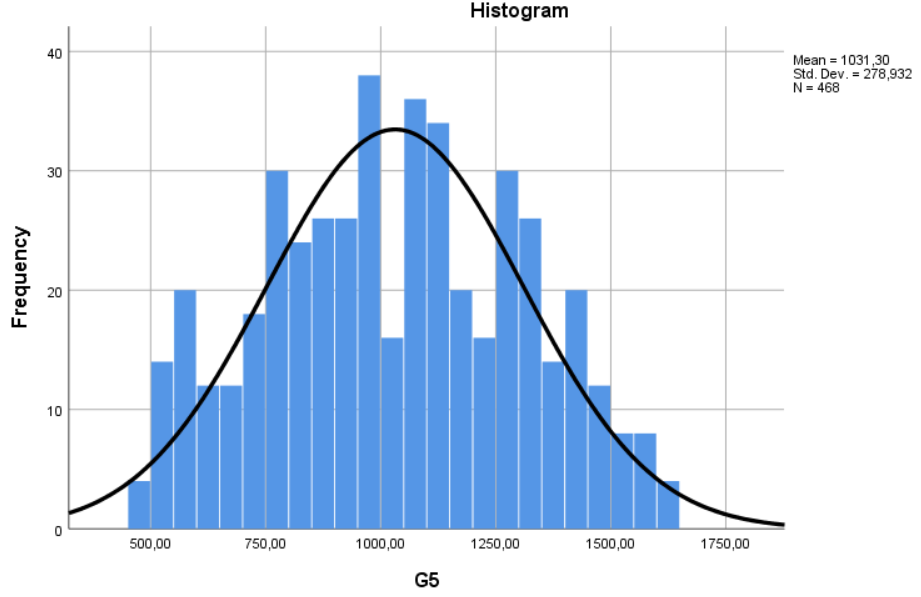 Histogram
Mean = 1031,30
Std. Dev. = 278,932
N = 468
40
30
20
10
0
Frequency
500,00 750,00 1000,00 1250,00 1500,00 1750,00
G5